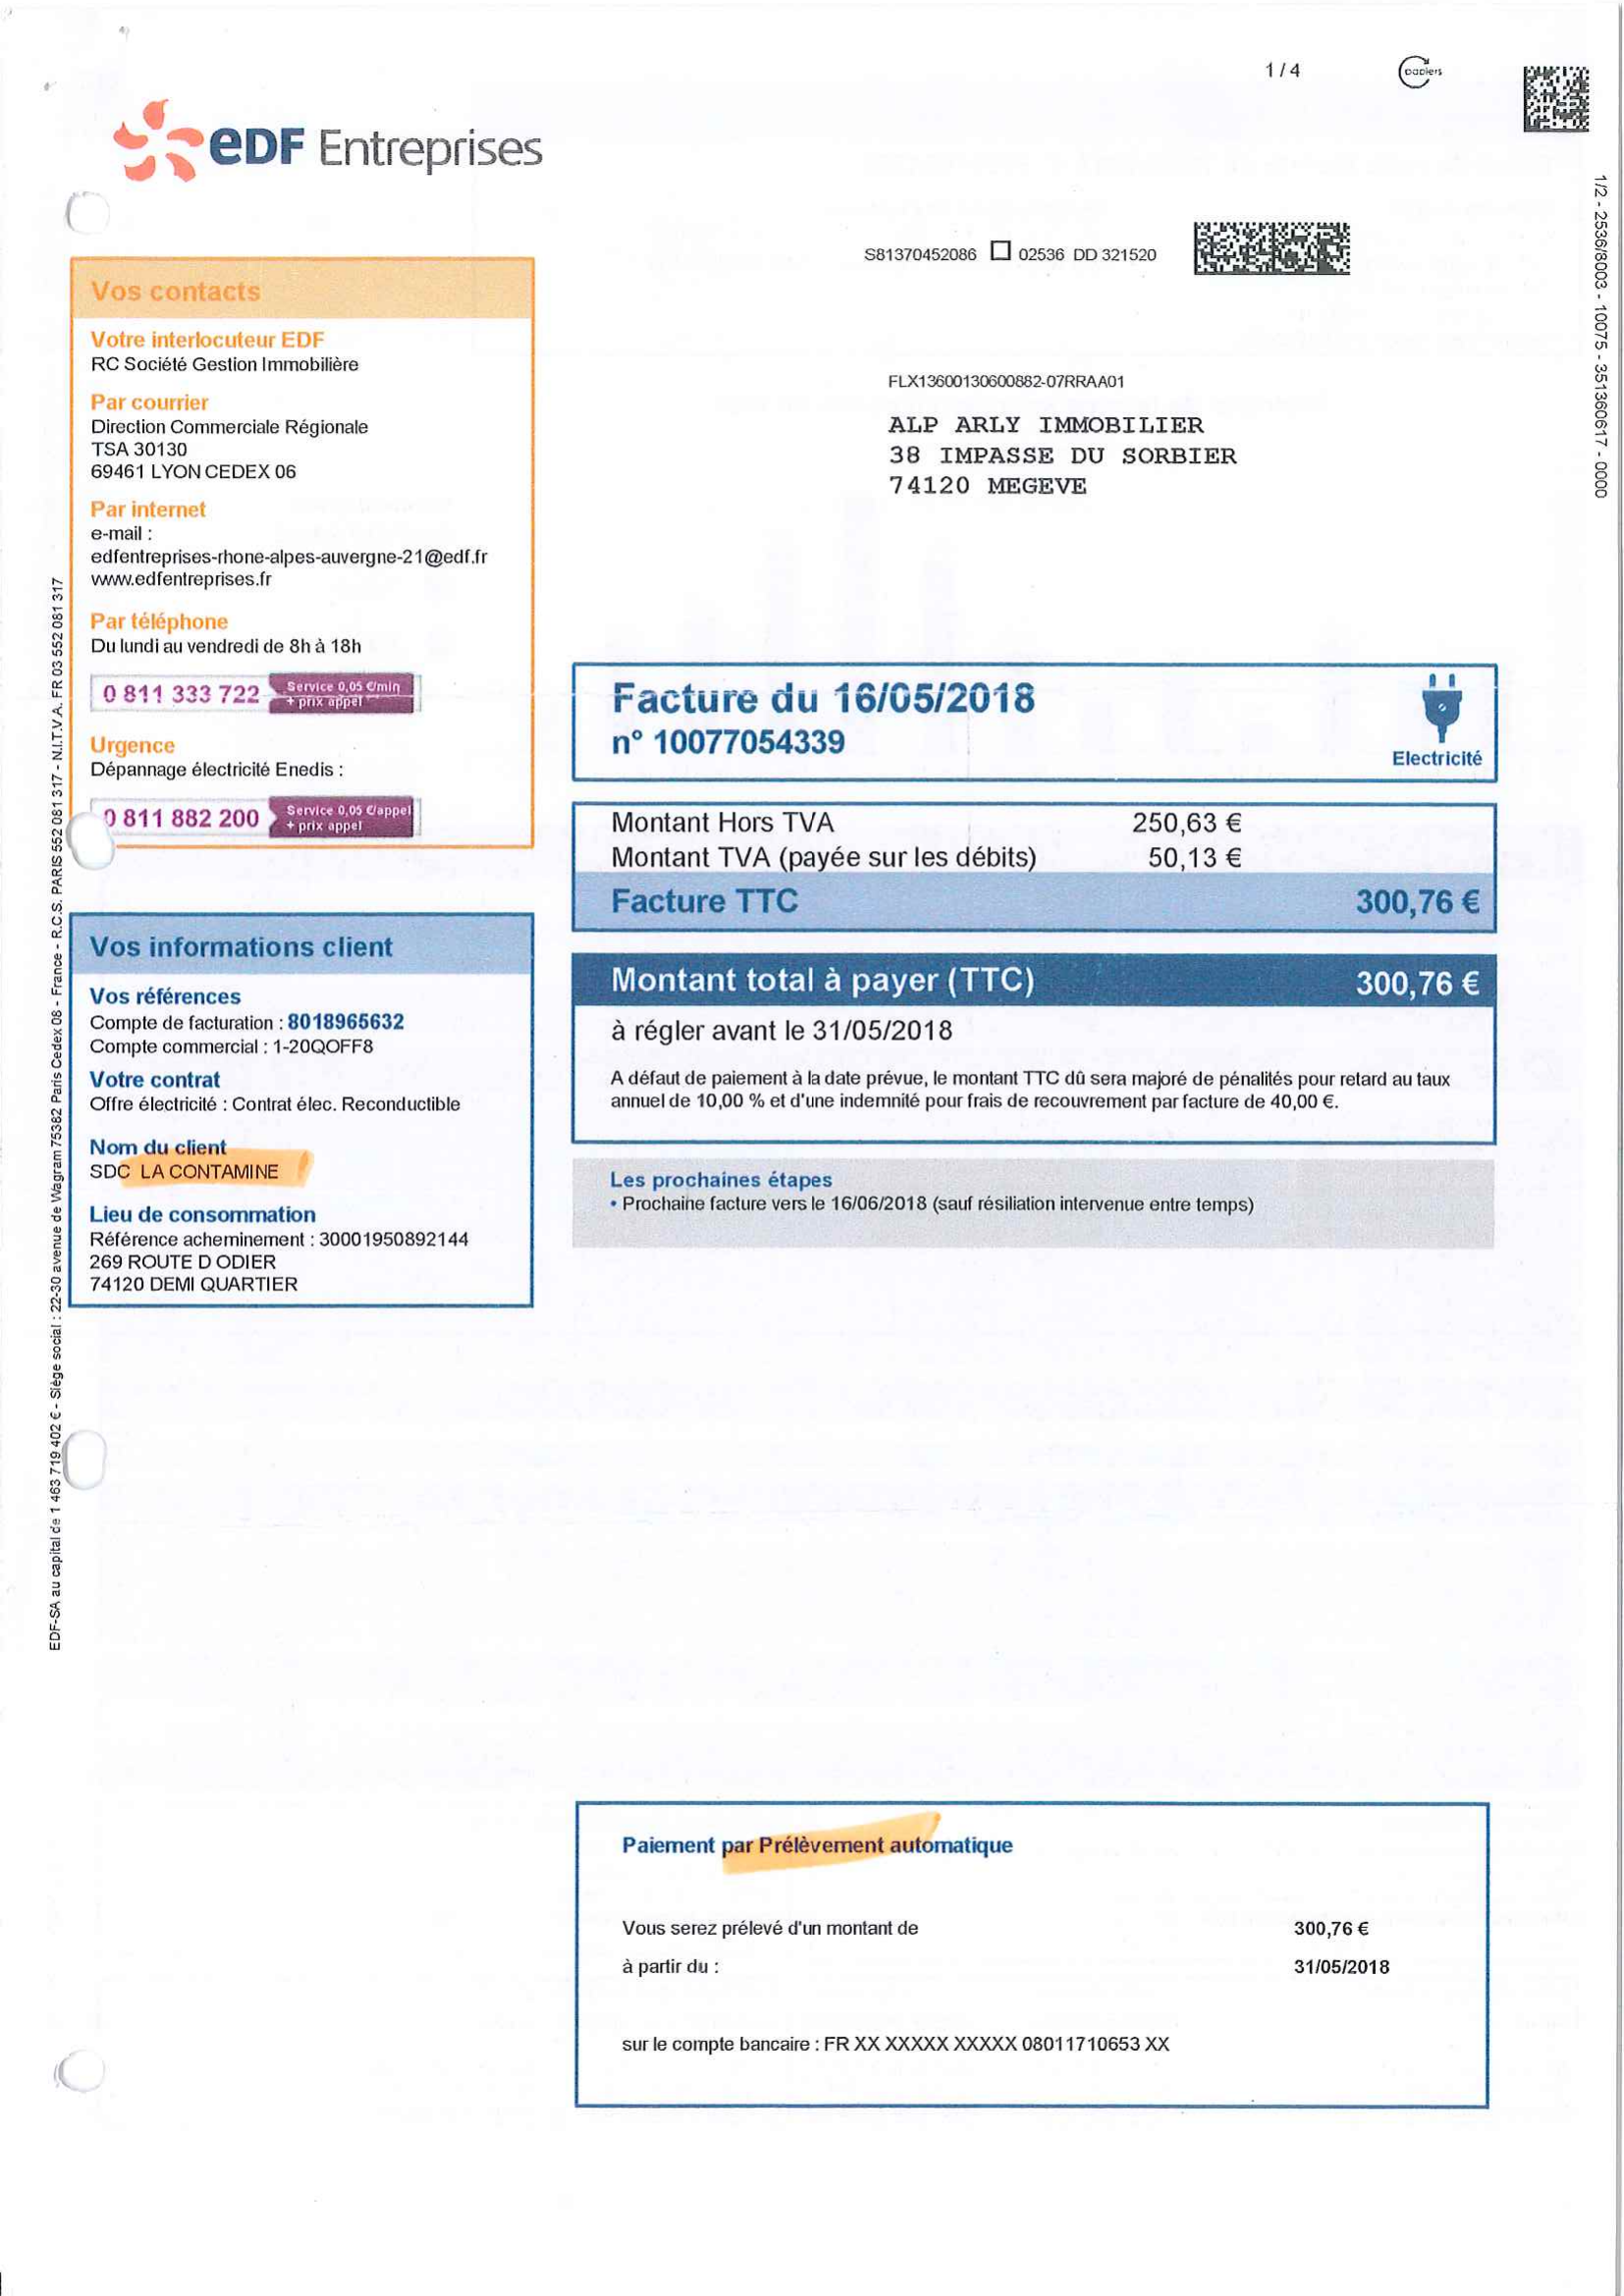 1 / 4
papiers
eDF Entreprises
S81370452086 02536 DD 321520
1/2 - 2536/8003 - 10075 - 351360617 - 0000
FLX13600130600882-07RRAA01
ALP ARLY IMMOBILIER
38 IMPASSE DU SORBIER
74120 MEGEVE
Vos contacts
Votre interlocuteur EDF
RC Société Gestion Immobilière
Par courrier
Direction Commerciale Régionale
TSA 30130
69461 LYON CEDEX 06
Par internet
e-mail :
edfentreprises-rhone-alpes-auvergne-21@edf.fr
www.edfentreprises.fr
Par téléphone
Du lundi au vendredi de 8h à 18h
0 811 333 722 Service 0,05 €/min
+ prix appel
Urgence
Dépannage électricité Enedis :
0 811 882 200 Service 0,05 €/appel
+ prix appel
Vos informations client
Vos références
Compte de facturation : 8018965632
Compte commercial : 1-20QOFF8
Votre contrat
Offre électricité : Contrat élec. Reconductible
Nom du client
SDC LA CONTAMINE
Lieu de consommation
Référence acheminement : 30001950892144
269 ROUTE D ODIER
74120 DEMI QUARTIER
Facture du 16/05/2018
n° 10077054339
Electricité
Montant Hors TVA 250,63 €
Montant TVA (payée sur les débits) 50,13 €
Facture TTC 300,76 €
Montant total à payer (TTC) 300,76 €
à régler avant le 31/05/2018
A défaut de paiement à la date prévue, le montant TTC dû sera majoré de pénalités pour retard au taux
annuel de 10,00 % et d'une indemnité pour frais de recouvrement par facture de 40,00 €.
Les prochaines étapes
• Prochaine facture vers le 16/06/2018 (sauf résiliation intervenue entre temps)
EDF-SA au capital de 1 463 719 402 € - Siège social : 22-30 avenue de Wagram 75382 Paris Cedex 08 - France - R.C.S. PARIS 552 081 317 - N.I.T.V.A. FR 03 552 081 317
Paiement par Prélèvement automatique
Vous serez prélevé d'un montant de 300,76 €
à partir du : 31/05/2018
sur le compte bancaire : FR XX XXXXX XXXXX 08011710653 XX